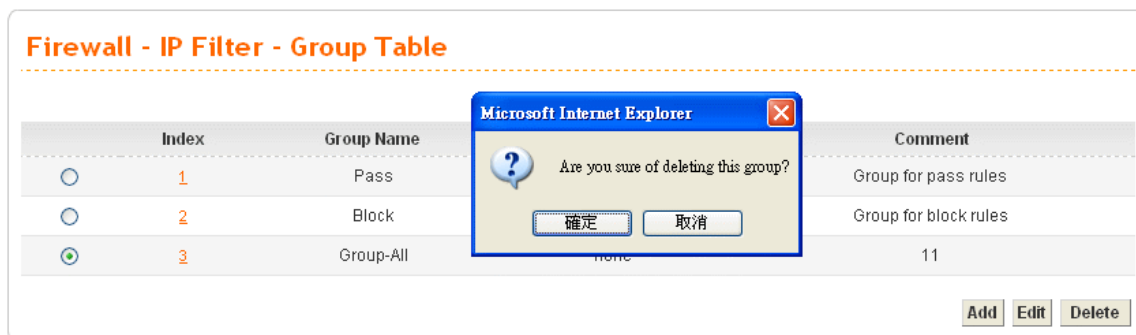 Firewall - IP Filter - Group Table
Microsoft Internet Explorer
Are you sure of deleting this group?
確定 取消
Index Group Name Comment
1 Pass Group for pass rules
2 Block Group for block rules
3 Group-All none 11
Add Edit Delete